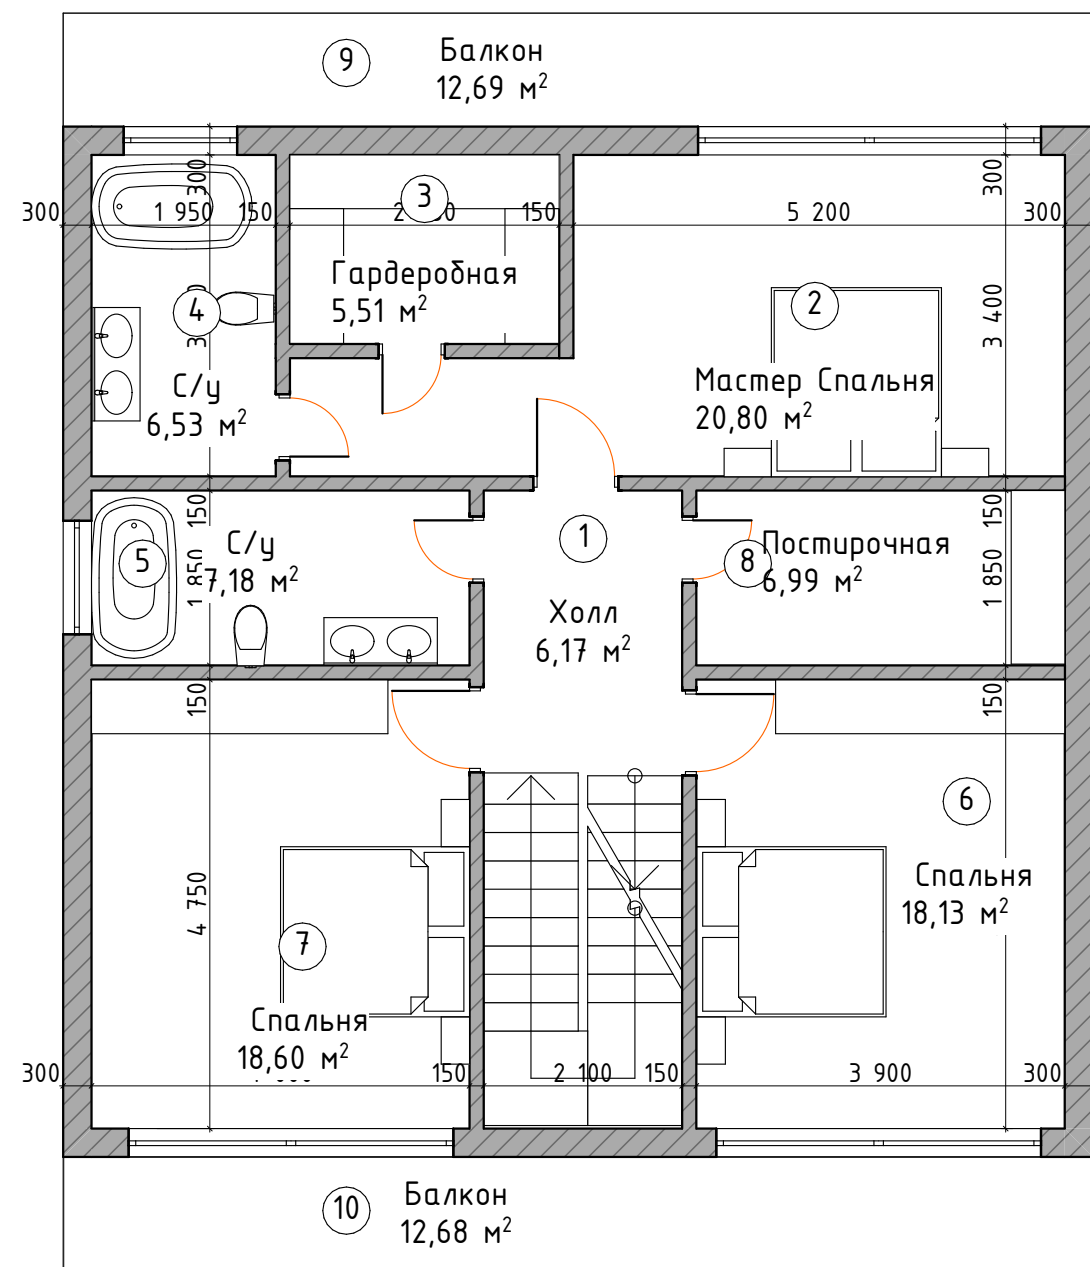 9
Балкон
12,69 м²
300
1 950
150
150
5 200
300
300
300
3
Гардеробная
5,51 м²
4
2
3 400
С/у
6,53 м²
Мастер Спальня
20,80 м²
150
150
1
5
С/у
7,18 м²
1 850
8
Постирочная
6,99 м²
1 850
Холл
6,17 м²
150
150
6
4 750
Спальня
18,13 м²
7
Спальня
18,60 м²
300
150
2 100
150
3 900
300
10
Балкон
12,68 м²